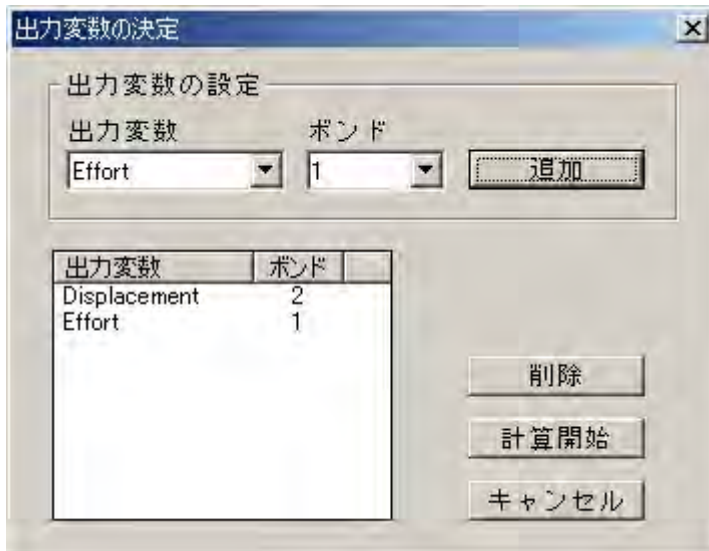 出力変数の決定
出力変数の設定
出力変数 ボンド
Effort 1 追加
出力変数 ボンド
Displacement 2
Effort 1
削除
計算開始
キャンセル